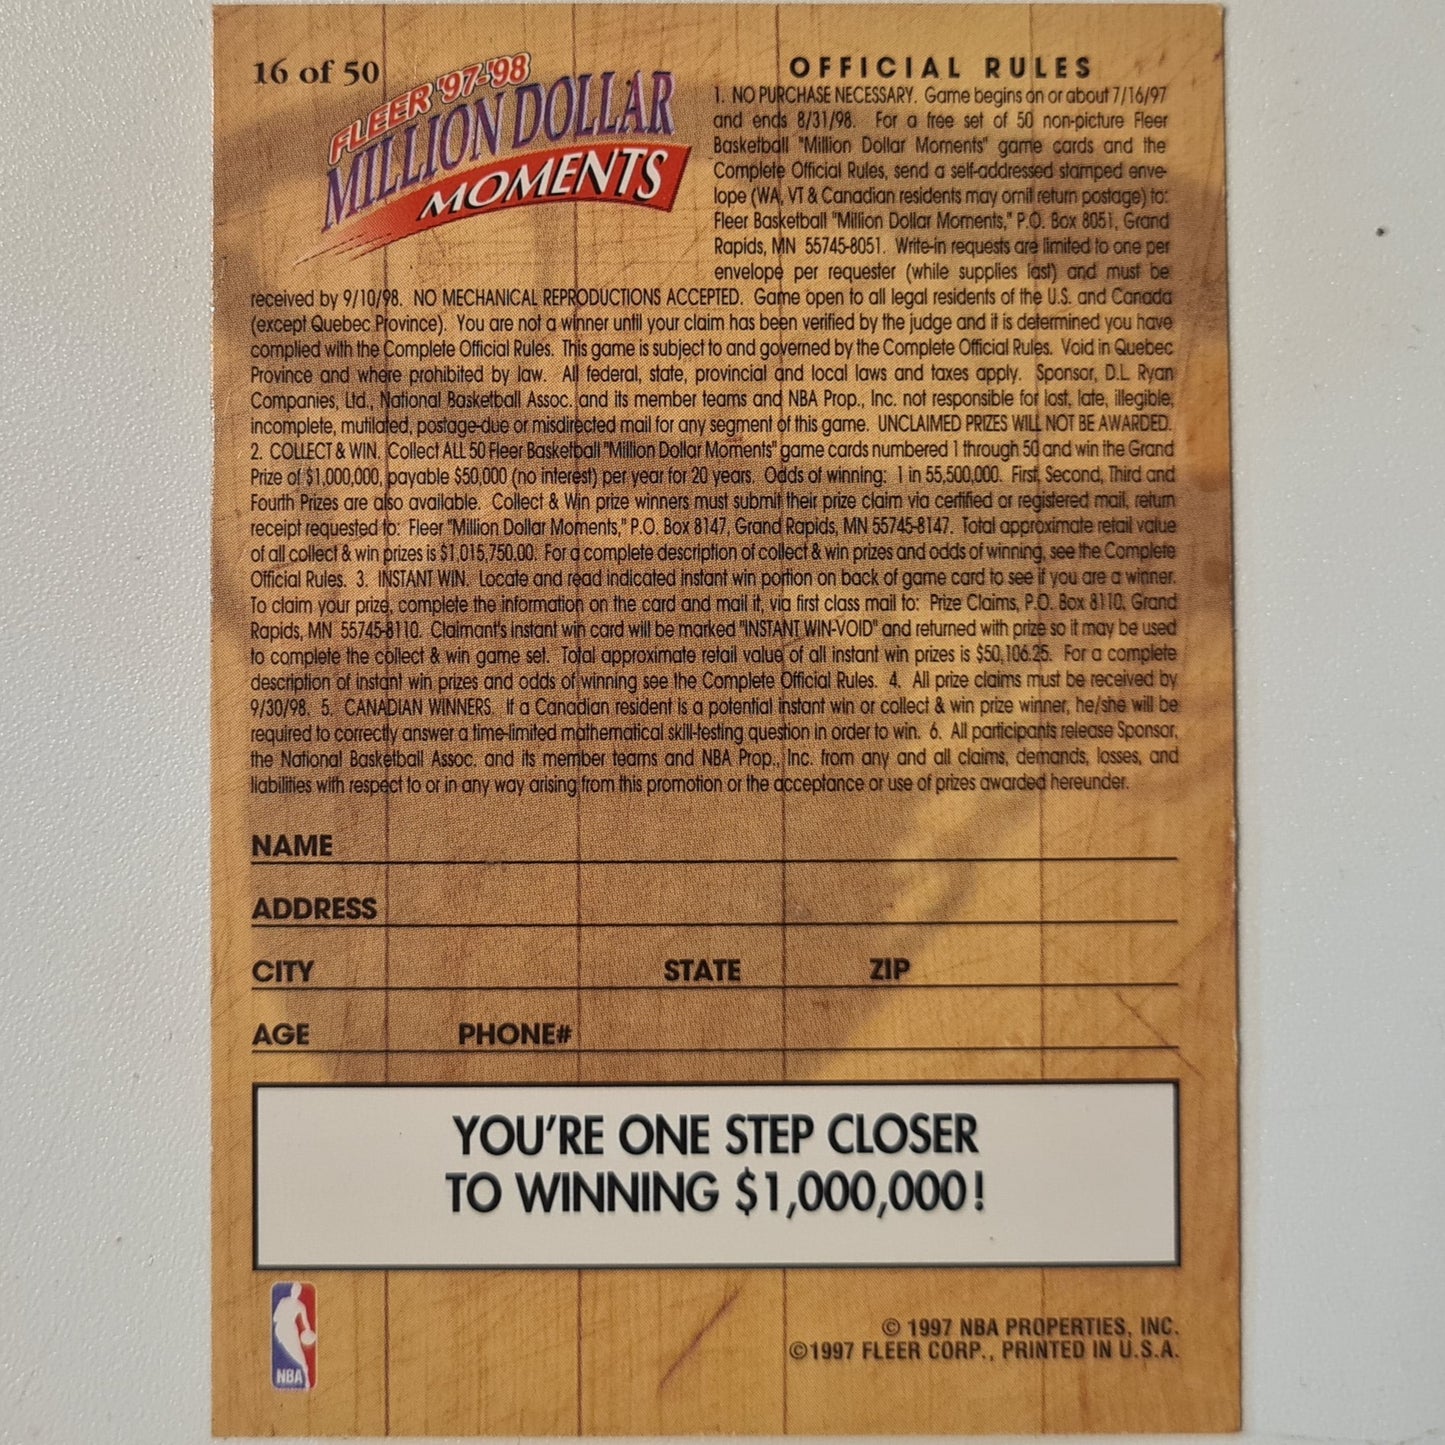 16 of 50
FLEER '97-'98
MILLION DOLLAR
MOMENTS
OFFICIAL RULES
1. NO PURCHASE NECESSARY. Game begins on or about 7/16/97
and ends 8/31/98. For a free set of 50 non-picture Fleer
Basketball "Million Dollar Moments" game cards and the
Complete Official Rules, send a self-addressed stamped enve-
lope (WA, VT & Canadian residents may omit return postage) to:
Fleer Basketball "Million Dollar Moments," P.O. Box 8051, Grand
Rapids, MN 55745-8051. Write-in requests are limited to one per
envelope per requester (while supplies last) and must be
received by 9/10/98. NO MECHANICAL REPRODUCTIONS ACCEPTED. Game open to all legal residents of the U.S. and Canada
(except Quebec Province). You are not a winner until your claim has been verified by the judge and it is determined you have
complied with the Complete Official Rules. This game is subject to and governed by the Complete Official Rules. Void in Quebec
Province and where prohibited by law. All federal, state, provincial and local laws and taxes apply. Sponsor, D.L. Ryan
Companies, Ltd., National Basketball Assoc. and its member teams and NBA Prop., Inc. not responsible for lost, late, illegible,
incomplete, mutilated, postage-due or misdirected mail for any segment of this game. UNCLAIMED PRIZES WILL NOT BE AWARDED.
2. COLLECT & WIN. Collect ALL 50 Fleer Basketball "Million Dollar Moments" game cards numbered 1 through 50 and win the Grand
Prize of $1,000,000, payable $50,000 (no interest) per year for 20 years. Odds of winning: 1 in 55,500,000. First, Second, Third and
Fourth Prizes are also available. Collect & Win prize winners must submit their prize claim via certified or registered mail, return
receipt requested to: Fleer "Million Dollar Moments," P.O. Box 8147, Grand Rapids, MN 55745-8147. Total approximate retail value
of all collect & win prizes is $1,015,750.00. For a complete description of collect & win prizes and odds of winning, see the Complete
Official Rules. 3. INSTANT WIN. Locate and read indicated instant win portion on back of game card to see if you are a winner.
To claim your prize, complete the information on the card and mail it, via first class mail to: Prize Claims, P.O. Box 8110, Grand
Rapids, MN 55745-8110. Claimant's instant win card will be marked "INSTANT WIN-VOID" and returned with prize so it may be used
to complete the collect & win game set. Total approximate retail value of all instant win prizes is $50,106.25. For a complete
description of instant win prizes and odds of winning see the Complete Official Rules. 4. All prize claims must be received by
9/30/98. 5. CANADIAN WINNERS. If a Canadian resident is a potential instant win or collect & win prize winner, he/she will be
required to correctly answer a time-limited mathematical skill-testing question in order to win. 6. All participants release Sponsor,
the National Basketball Assoc. and its member teams and NBA Prop., Inc. from any and all claims, demands, losses, and
liabilities with respect to or in any way arising from this promotion or the acceptance or use of prizes awarded hereunder.
NAME
ADDRESS
CITY STATE ZIP
AGE PHONE#
YOU'RE ONE STEP CLOSER
TO WINNING $1,000,000!
NBA
© 1997 NBA PROPERTIES, INC.
©1997 FLEER CORP., PRINTED IN U.S.A.